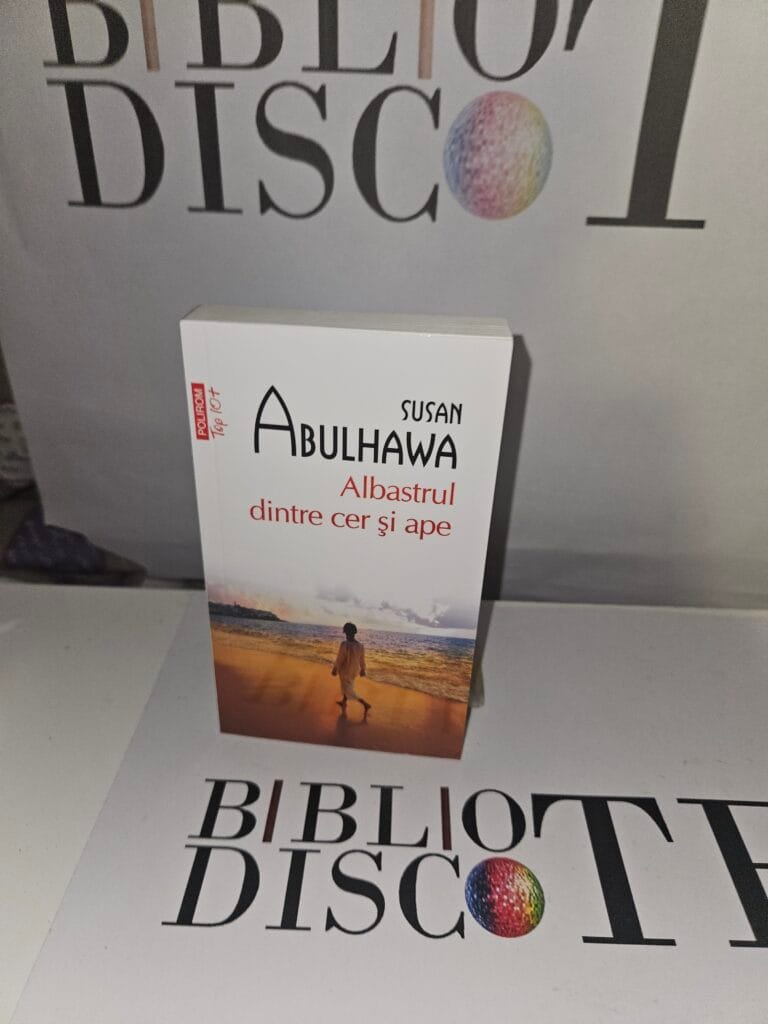 BIBLIOT
DISCO
POLIROM
Top 10+
SUSAN
ABULHAWA
Albastrul
dintre cer şi ape
BIBLIOTE
DISCO